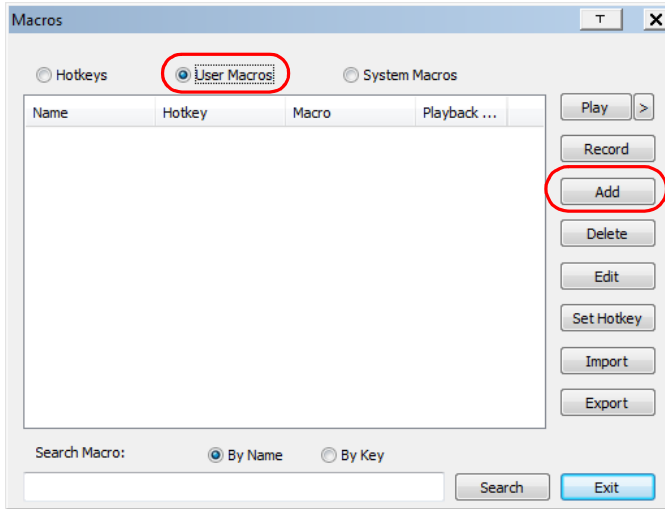 Macros T X
Hotkeys User Macros System Macros
Name Hotkey Macro Playback ... Play >
Record
Add
Delete
Edit
Set Hotkey
Import
Export
Search Macro: By Name By Key
Search Exit